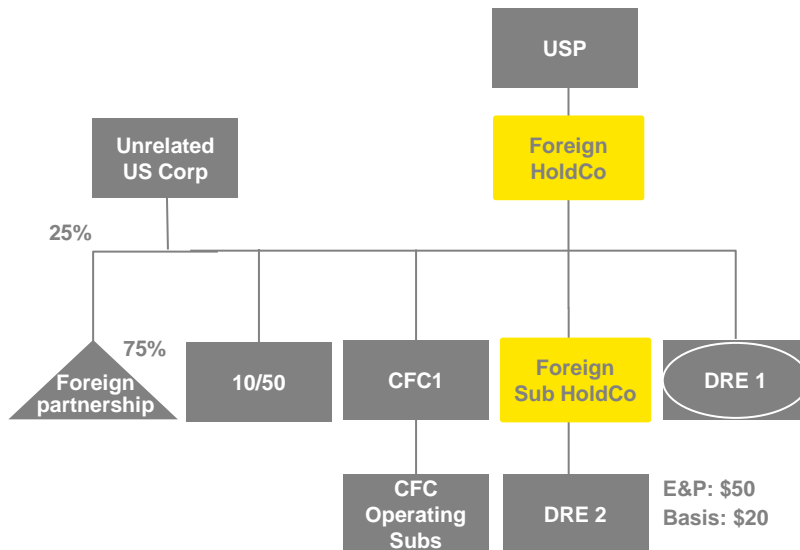 USP
Unrelated
US Corp
Foreign
HoldCo
25%
75%
Foreign
partnership
10/50
CFC1
Foreign
Sub HoldCo
DRE 1
CFC
Operating
Subs
DRE 2
E&P: $50
Basis: $20